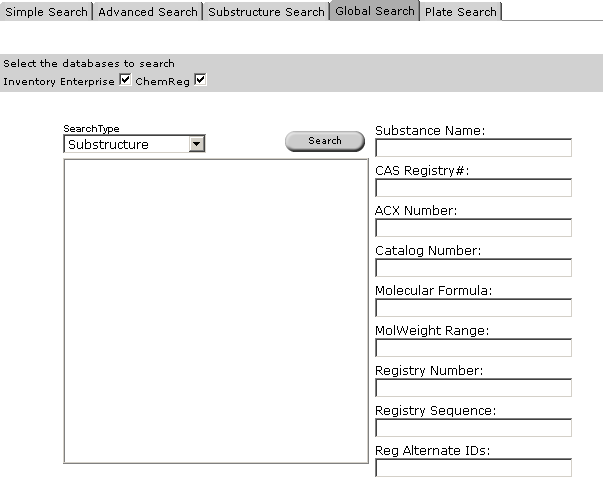 Simple Search Advanced Search Substructure Search Global Search Plate Search
Select the databases to search
Inventory Enterprise ChemReg
SearchType
Substructure
Search
Substance Name:
CAS Registry#:
ACX Number:
Catalog Number:
Molecular Formula:
MolWeight Range:
Registry Number:
Registry Sequence:
Reg Alternate IDs: